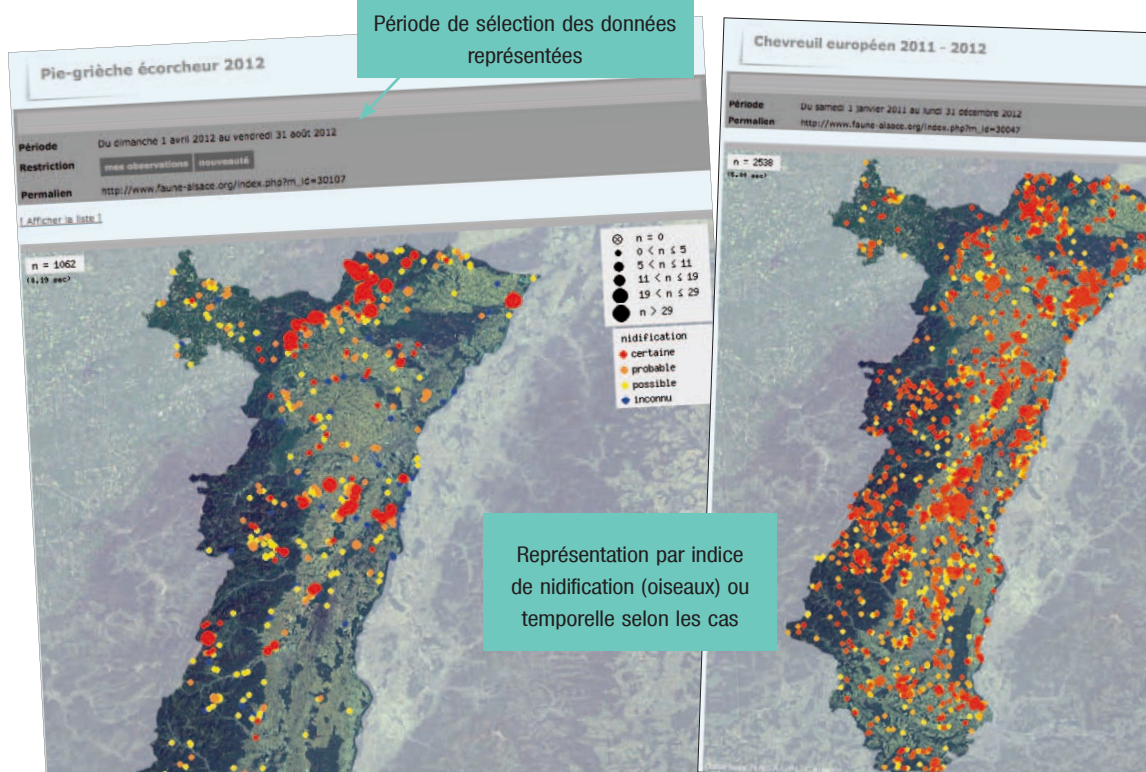 Période de sélection des données
représentées
Pie-grièche écorcheur 2012
Période Du dimanche 1 avril 2012 au vendredi 31 août 2012
Restriction mes observations nouveauté
Permalien http://www.faune-alsace.org/index.php?m_id=30107
[ Afficher la liste ]
n = 1062
(8.19 sec)
n = 0
0 < n ≤ 5
5 < n ≤ 11
11 < n ≤ 19
19 < n ≤ 29
n > 29
nidification
certaine
probable
possible
inconnu
Représentation par indice
de nidification (oiseaux) ou
temporelle selon les cas
Chevreuil européen 2011 - 2012
Période Du samedi 1 janvier 2011 au lundi 31 décembre 2012
Permalien http://www.faune-alsace.org/index.php?m_id=30047
n = 2538